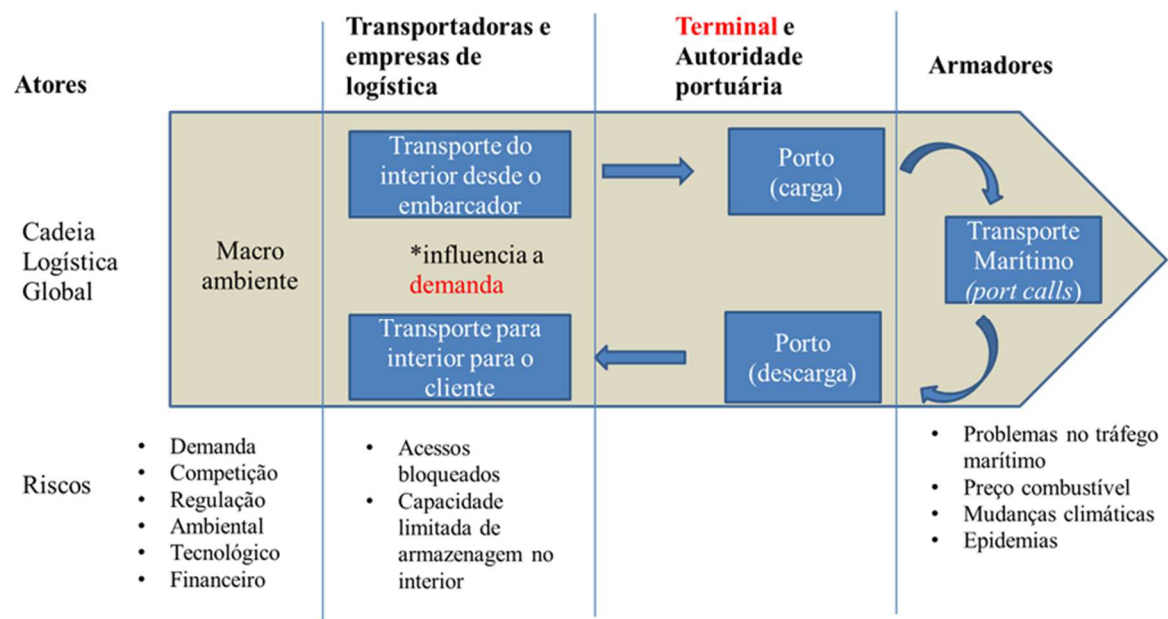 Atores
Transportadoras e
empresas de
logística
Terminal e
Autoridade
portuária
Armadores
Cadeia
Logística
Global
Macro
ambiente
Transporte do
interior desde o
embarcador
*influencia a
demanda
Transporte para
interior para o
cliente
Porto
(carga)
Porto
(descarga)
Transporte
Marítimo
(port calls)
Riscos
• Demanda
• Competição
• Regulação
• Ambiental
• Tecnológico
• Financeiro
• Acessos
bloqueados
• Capacidade
limitada de
armazenagem no
interior
• Problemas no tráfego
marítimo
• Preço combustível
• Mudanças climáticas
• Epidemias